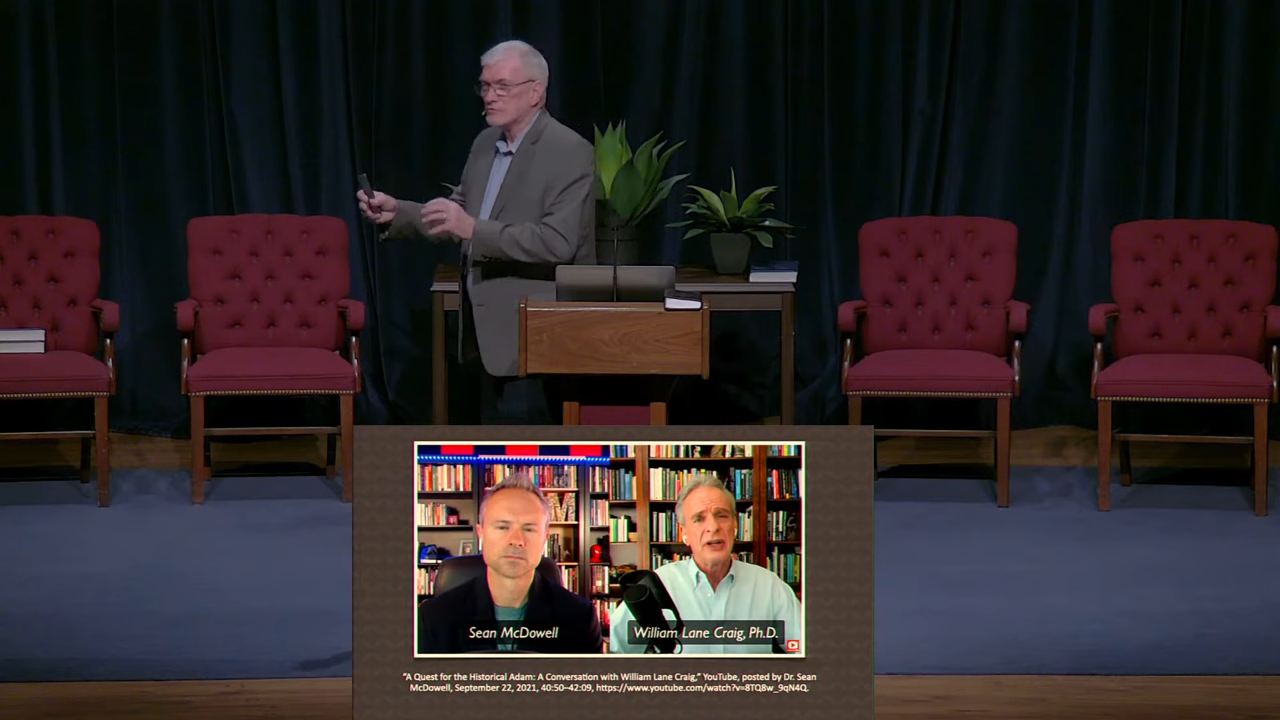 Sean McDowell
William Lane Craig, Ph.D.
"A Quest for the Historical Adam: A Conversation with William Lane Craig," YouTube, posted by Dr. Sean
McDowell, September 22, 2021, 40:50–42:09, https://www.youtube.com/watch?v=8TQ8w_9qN4Q.